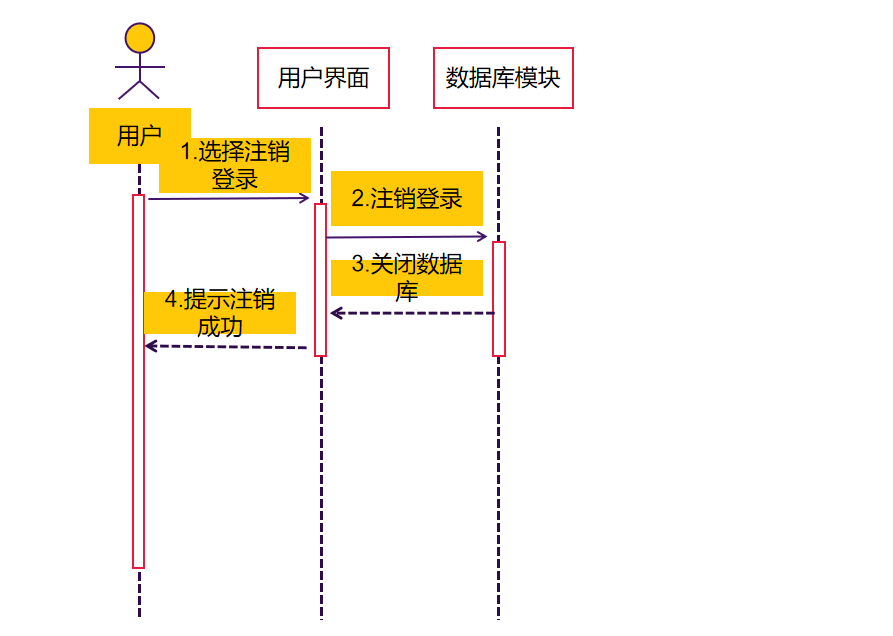 用户界面
数据库模块
用户
1.选择注销
登录
2.注销登录
3.关闭数据
库
4.提示注销
成功